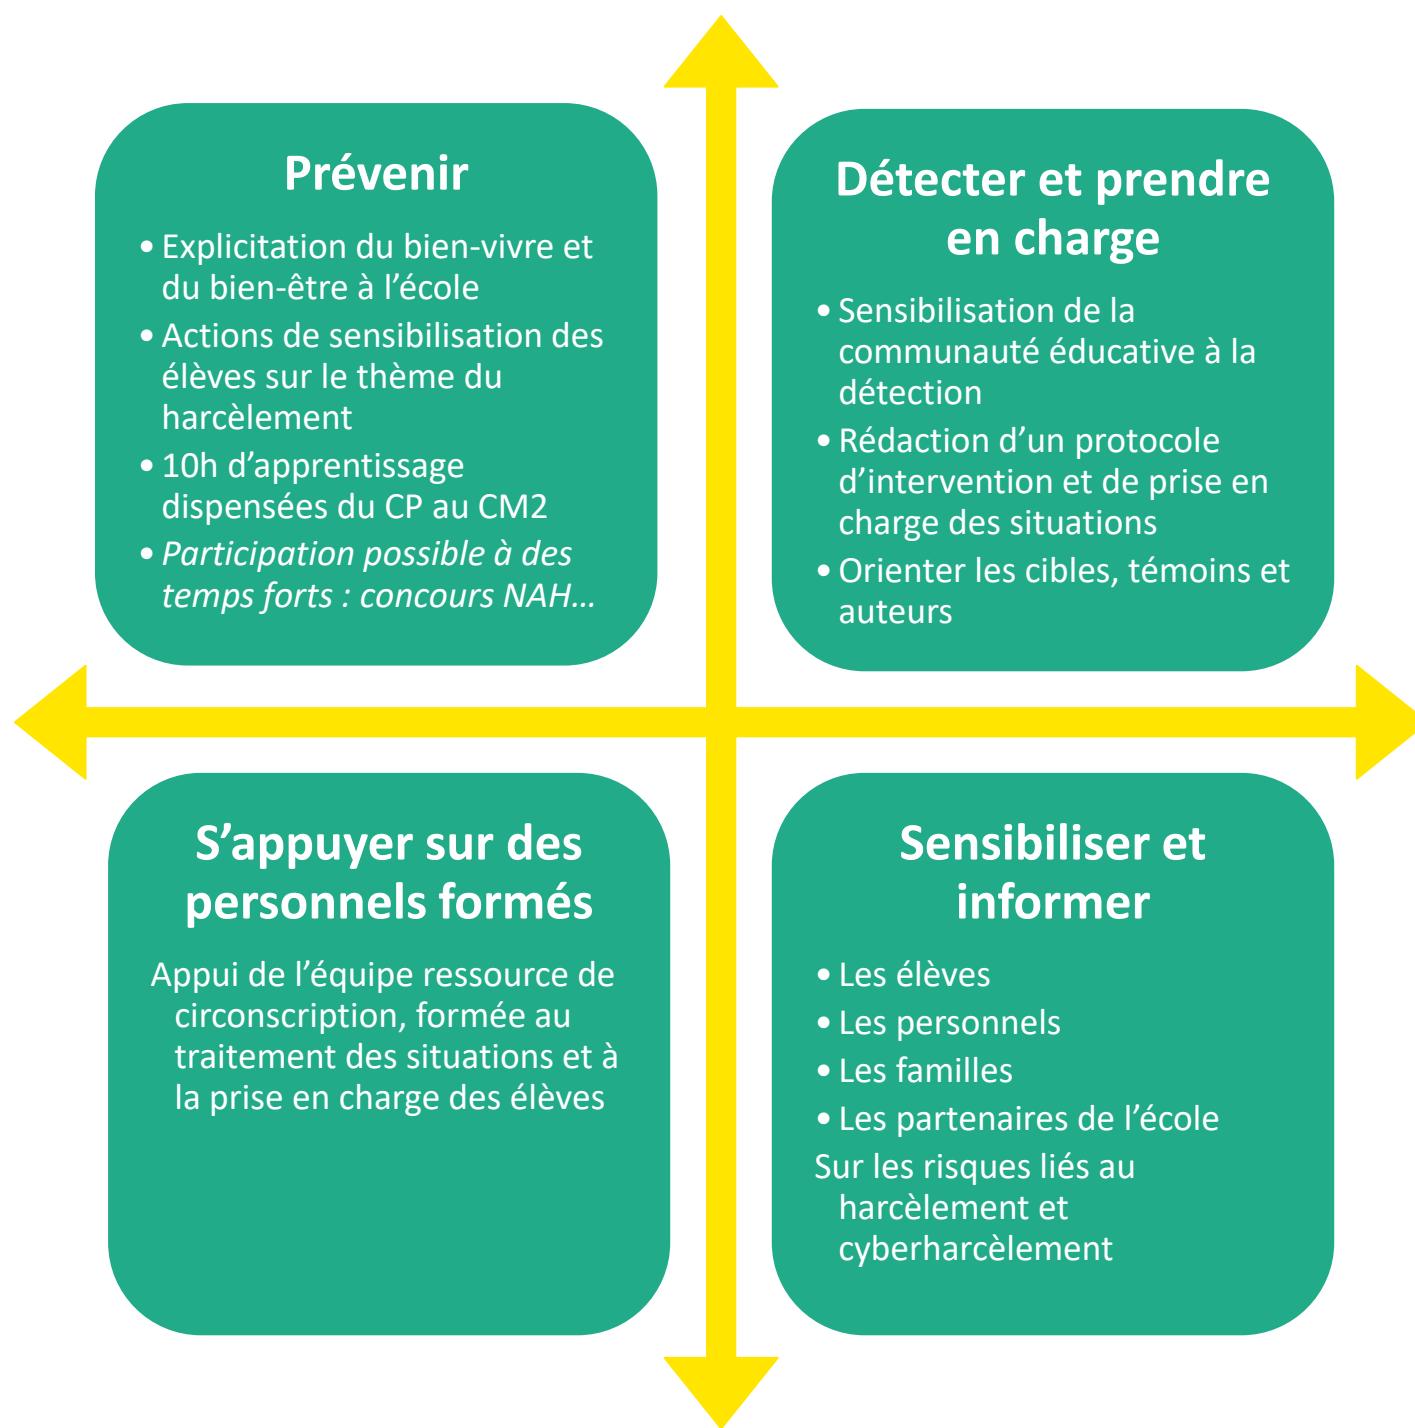 Prévenir
• Explicitation du bien-vivre et
du bien-être à l’école
• Actions de sensibilisation des
élèves sur le thème du
harcèlement
• 10h d’apprentissage
dispensées du CP au CM2
• Participation possible à des
temps forts : concours NAH…
Détecter et prendre
en charge
• Sensibilisation de la
communauté éducative à la
détection
• Rédaction d’un protocole
d’intervention et de prise en
charge des situations
• Orienter les cibles, témoins et
auteurs
S’appuyer sur des
personnels formés
Appui de l’équipe ressource de
circonscription, formée au
traitement des situations et à
la prise en charge des élèves
Sensibiliser et
informer
• Les élèves
• Les personnels
• Les familles
• Les partenaires de l’école
Sur les risques liés au
harcèlement et
cyberharcèlement